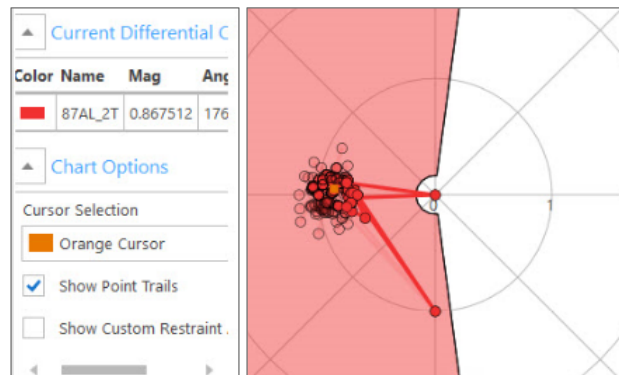 Current Differential C
Color Name Mag Ang
87AL_2T 0.867512 176
Chart Options
Cursor Selection
Orange Cursor
Show Point Trails
Show Custom Restraint
0 1